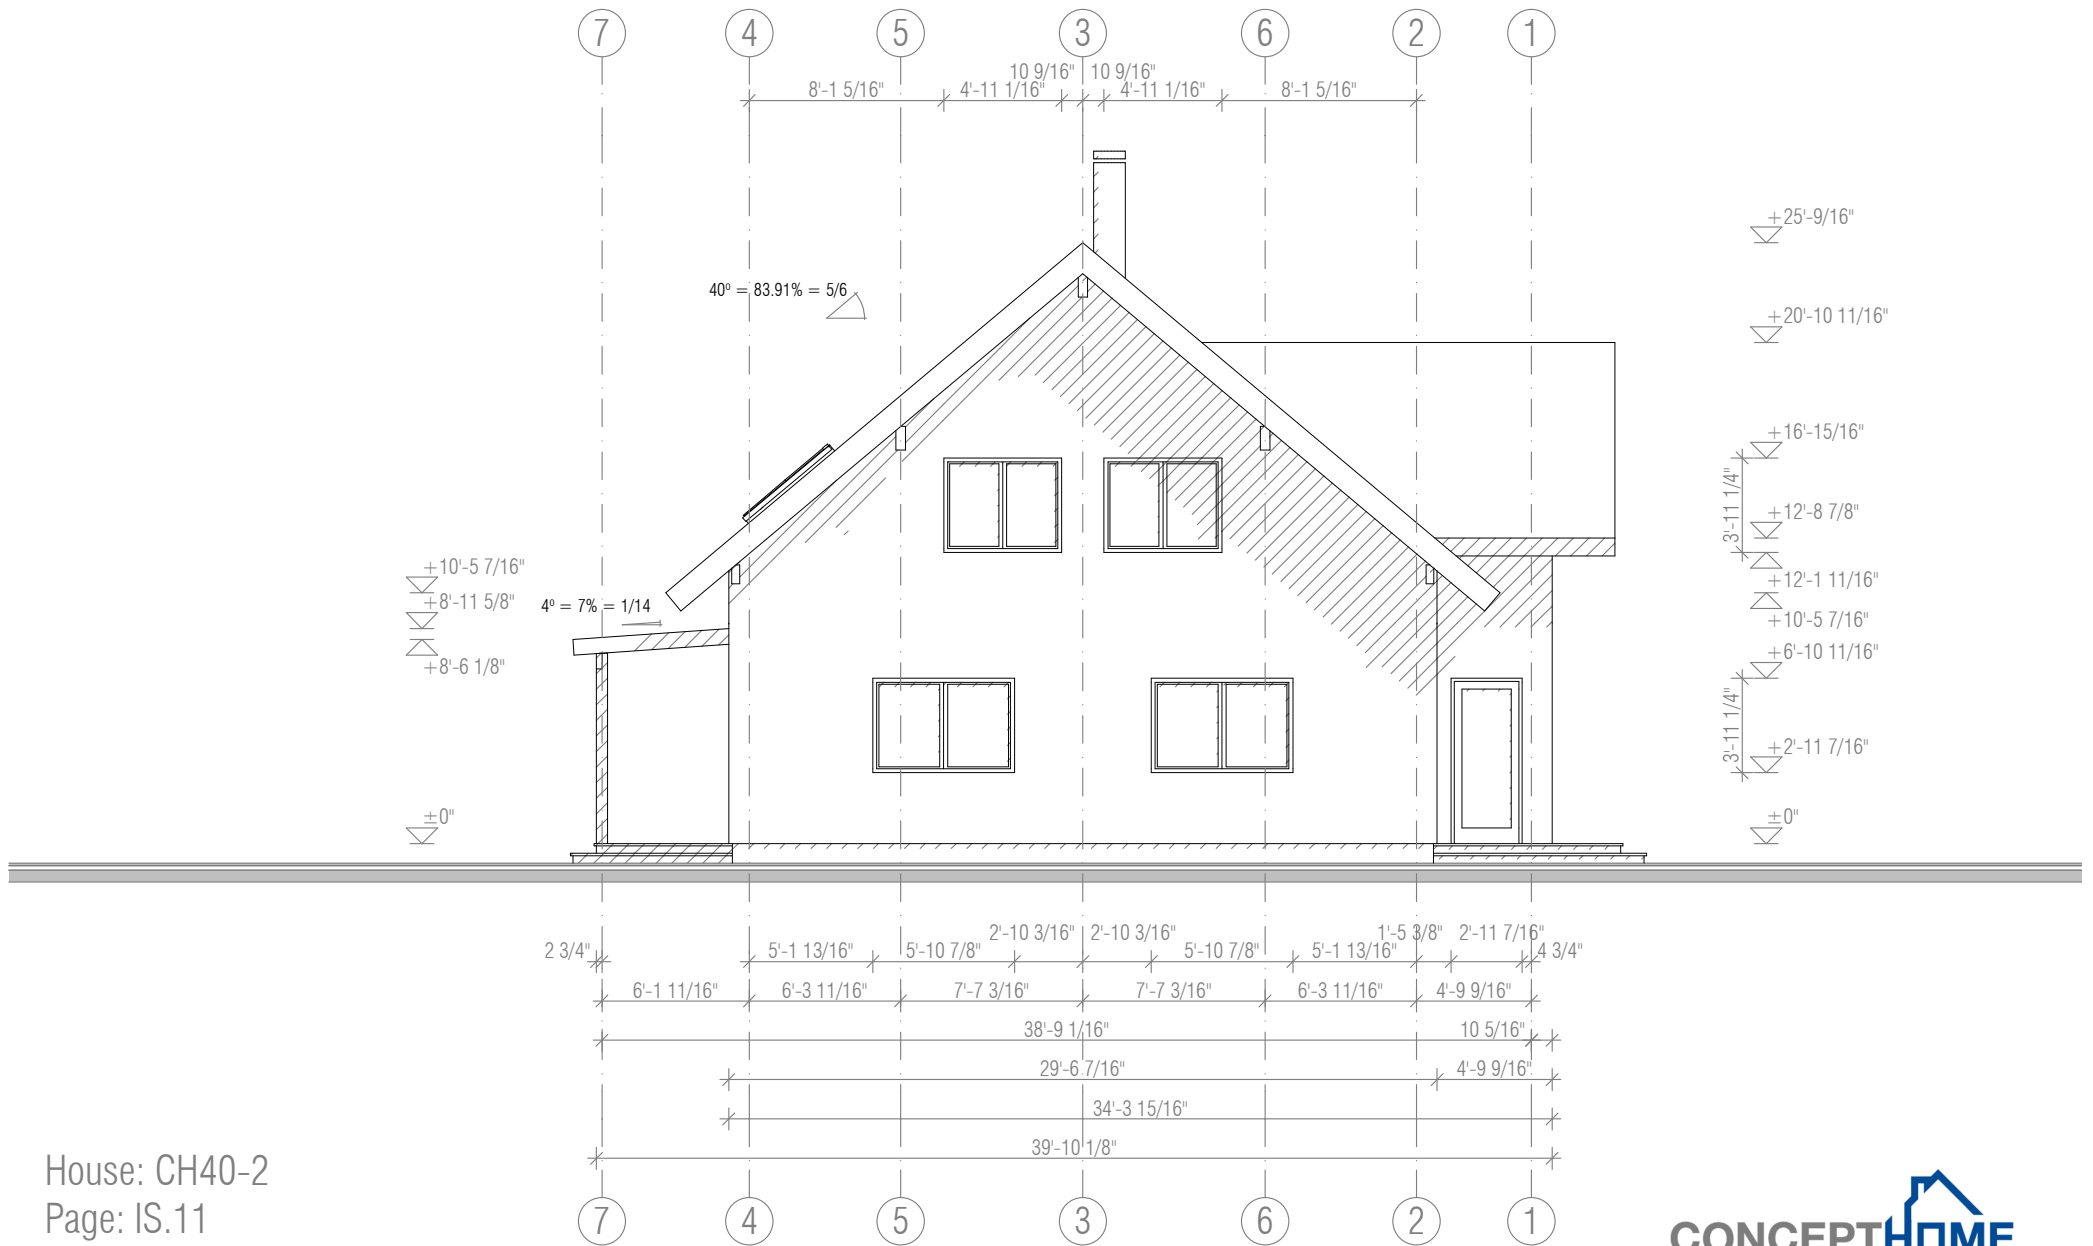 7 4 5 3 6 2 1
10 9/16" 10 9/16"
8'-1 5/16" 4'-11 1/16" 4'-11 1/16" 8'-1 5/16"
+25'-9/16"
40º = 83.91% = 5/6
+20'-10 11/16"
+16'-15/16"
3'-11 1/4"
+12'-8 7/8"
+10'-5 7/16"
+12'-1 11/16"
+8'-11 5/8"
4º = 7% = 1/14
+10'-5 7/16"
+8'-6 1/8"
+6'-10 11/16"
3'-11 1/4"
+2'-11 7/16"
±0" ±0"
2'-10 3/16" 2'-10 3/16" 1'-5 3/8" 2'-11 7/16"
2 3/4" 5'-1 13/16" 5'-10 7/8" 5'-10 7/8" 5'-1 13/16" 4 3/4"
6'-1 11/16" 6'-3 11/16" 7'-7 3/16" 7'-7 3/16" 6'-3 11/16" 4'-9 9/16"
38'-9 1/16" 10 5/16"
29'-6 7/16" 4'-9 9/16"
34'-3 15/16"
39'-10 1/8"
House: CH40-2
Page: IS.11
7 4 5 3 6 2 1
CONCEPTHOME